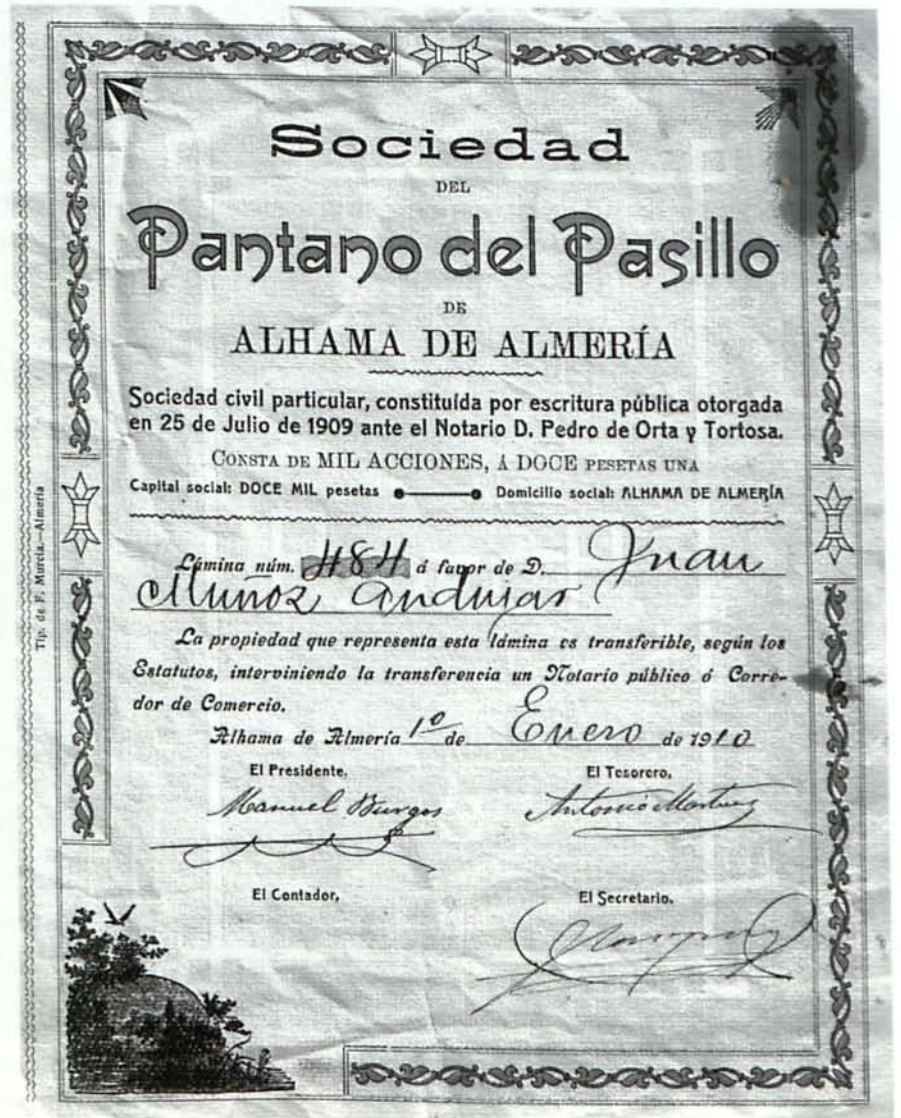 Sociedad
DEL
Pantano del Pasillo
DE
ALHAMA DE ALMERÍA
Sociedad civil particular, constituída por escritura pública otorgada
en 25 de Julio de 1909 ante el Notario D. Pedro de Orta y Tortosa.
CONSTA DE MIL ACCIONES, Á DOCE PESETAS UNA
Capital social: DOCE MIL pesetas Domicilio social: ALHAMA DE ALMERÍA
Lámina núm. 484 á favor de D. Juan
Muñoz Andujar
La propiedad que representa esta lámina es transferible, según los
Estatutos, interviniendo la transferencia un Notario público ó Corre-
dor de Comercio.
Alhama de Almería 1º de Enero de 1910
El Presidente, El Tesorero,
Manuel Burgos Antonio Martinez
El Contador, El Secretario,
Tip. de F. Murcia.—Almería